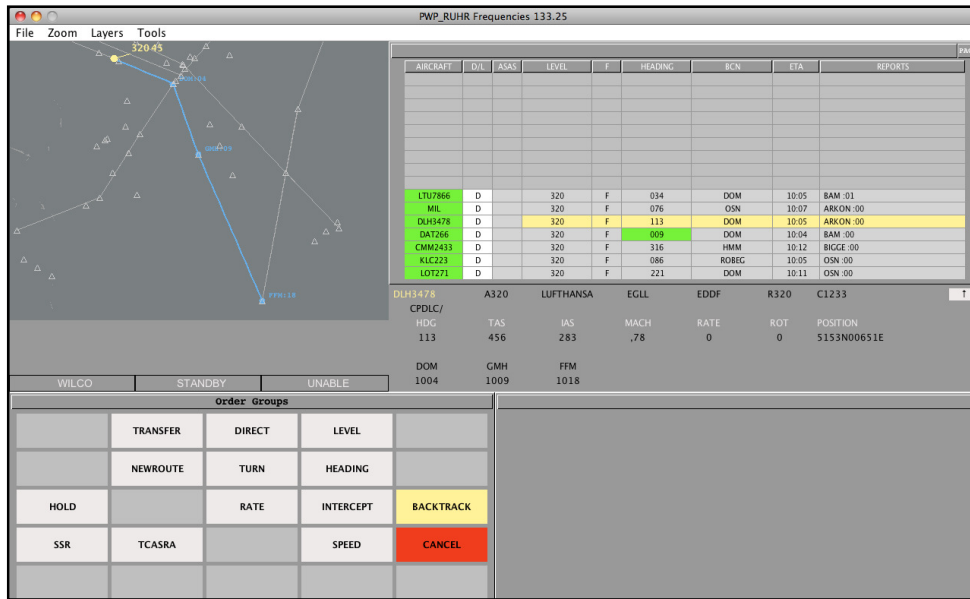 PWP_RUHR Frequencies 133.25
File Zoom Layers Tools
320 45
GMH:09
FFM:18
AIRCRAFT D/L ASAS LEVEL F HEADING BCN ETA REPORTS
LTU7866 D 320 F 034 DOM 10:05 BAM :01
MIL D 320 F 076 OSN 10:07 ARKON :00
DLH3478 D 320 F 113 DOM 10:05 ARKON :00
DAT266 D 320 F 009 DOM 10:04 BAM :00
CMM2433 D 320 F 316 HMM 10:12 BIGGE :00
KLC223 D 320 F 086 ROBEG 10:05 OSN :00
LOT271 D 320 F 221 DOM 10:11 OSN :00
DLH3478 A320 LUFTHANSA EGLL EDDF R320 C1233 ↑
CPDLC/
HDG TAS IAS MACH RATE ROT POSITION
113 456 283 ,78 0 0 5153N00651E
DOM GMH FFM
1004 1009 1018
WILCO STANDBY UNABLE
Order Groups
TRANSFER DIRECT LEVEL
NEWROUTE TURN HEADING
HOLD RATE INTERCEPT BACKTRACK
SSR TCASRA SPEED CANCEL